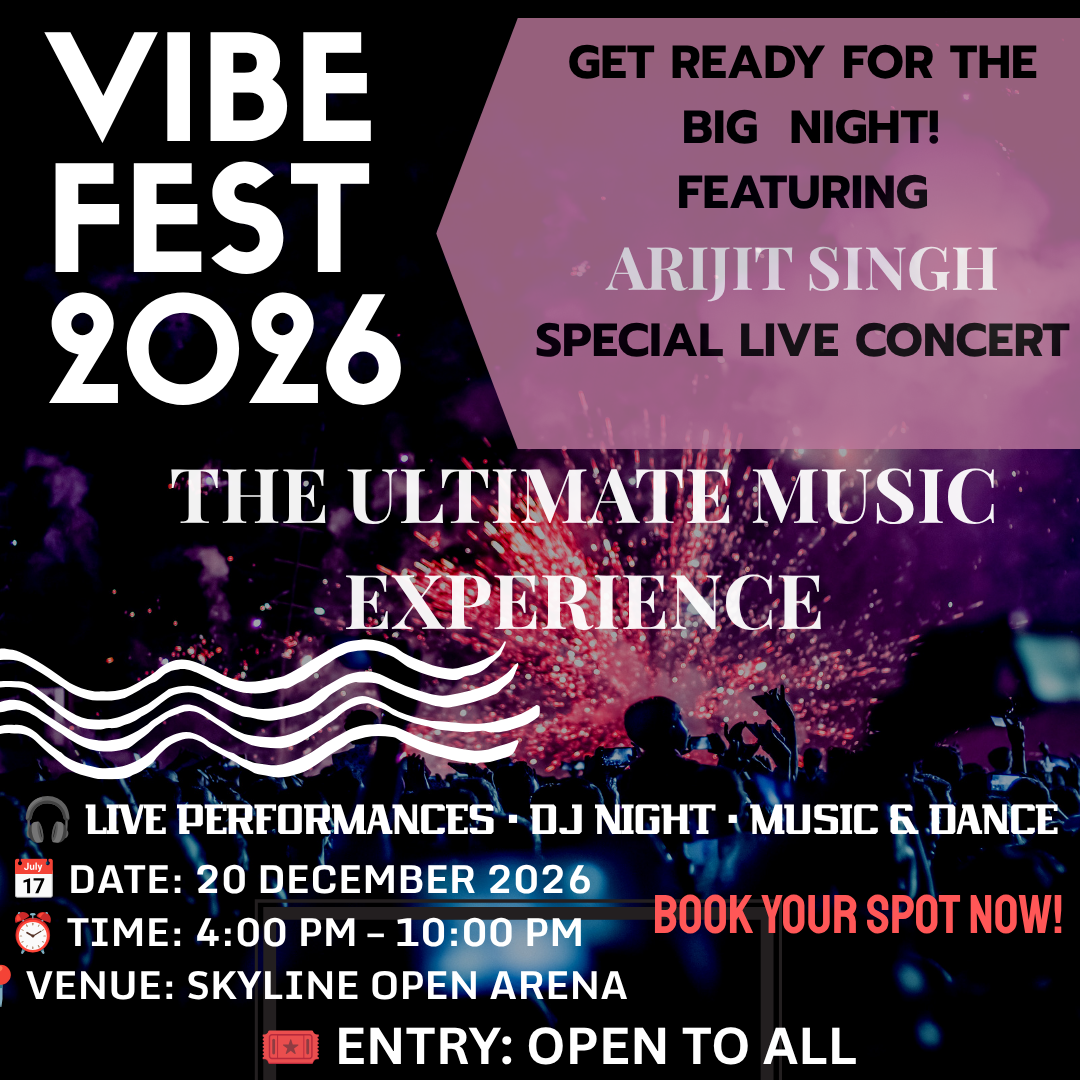 VIBE
FEST
2026
GET READY FOR THE
BIG NIGHT!
FEATURING
ARIJIT SINGH
SPECIAL LIVE CONCERT
THE ULTIMATE MUSIC
EXPERIENCE
🎧 LIVE PERFORMANCES • DJ NIGHT • MUSIC & DANCE
📅 DATE: 20 DECEMBER 2026
⏰ TIME: 4:00 PM – 10:00 PM
📍 VENUE: SKYLINE OPEN ARENA
BOOK YOUR SPOT NOW!
🎟️ ENTRY: OPEN TO ALL